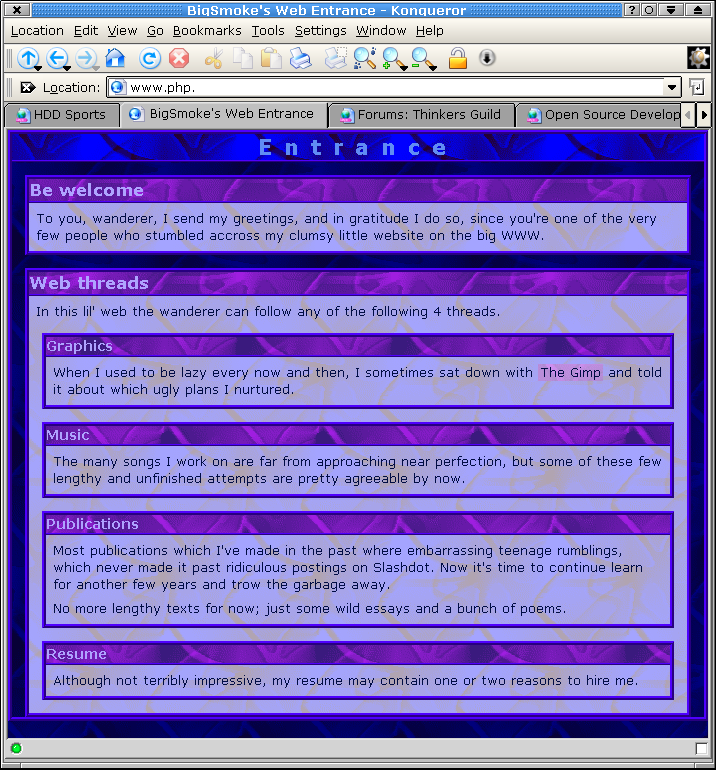 BigSmoke's Web Entrance - Konqueror
Location Edit View Go Bookmarks Tools Settings Window Help
Location: www.php.
HDD Sports BigSmoke's Web Entrance Forums: Thinkers Guild Open Source Develop
Entrance
Be welcome
To you, wanderer, I send my greetings, and in gratitude I do so, since you're one of the very
few people who stumbled accross my clumsy little website on the big WWW.
Web threads
In this lil' web the wanderer can follow any of the following 4 threads.
Graphics
When I used to be lazy every now and then, I sometimes sat down with The Gimp and told
it about which ugly plans I nurtured.
Music
The many songs I work on are far from approaching near perfection, but some of these few
lengthy and unfinished attempts are pretty agreeable by now.
Publications
Most publications which I've made in the past where embarrassing teenage rumblings,
which never made it past ridiculous postings on Slashdot. Now it's time to continue learn
for another few years and trow the garbage away.
No more lengthy texts for now; just some wild essays and a bunch of poems.
Resume
Although not terribly impressive, my resume may contain one or two reasons to hire me.